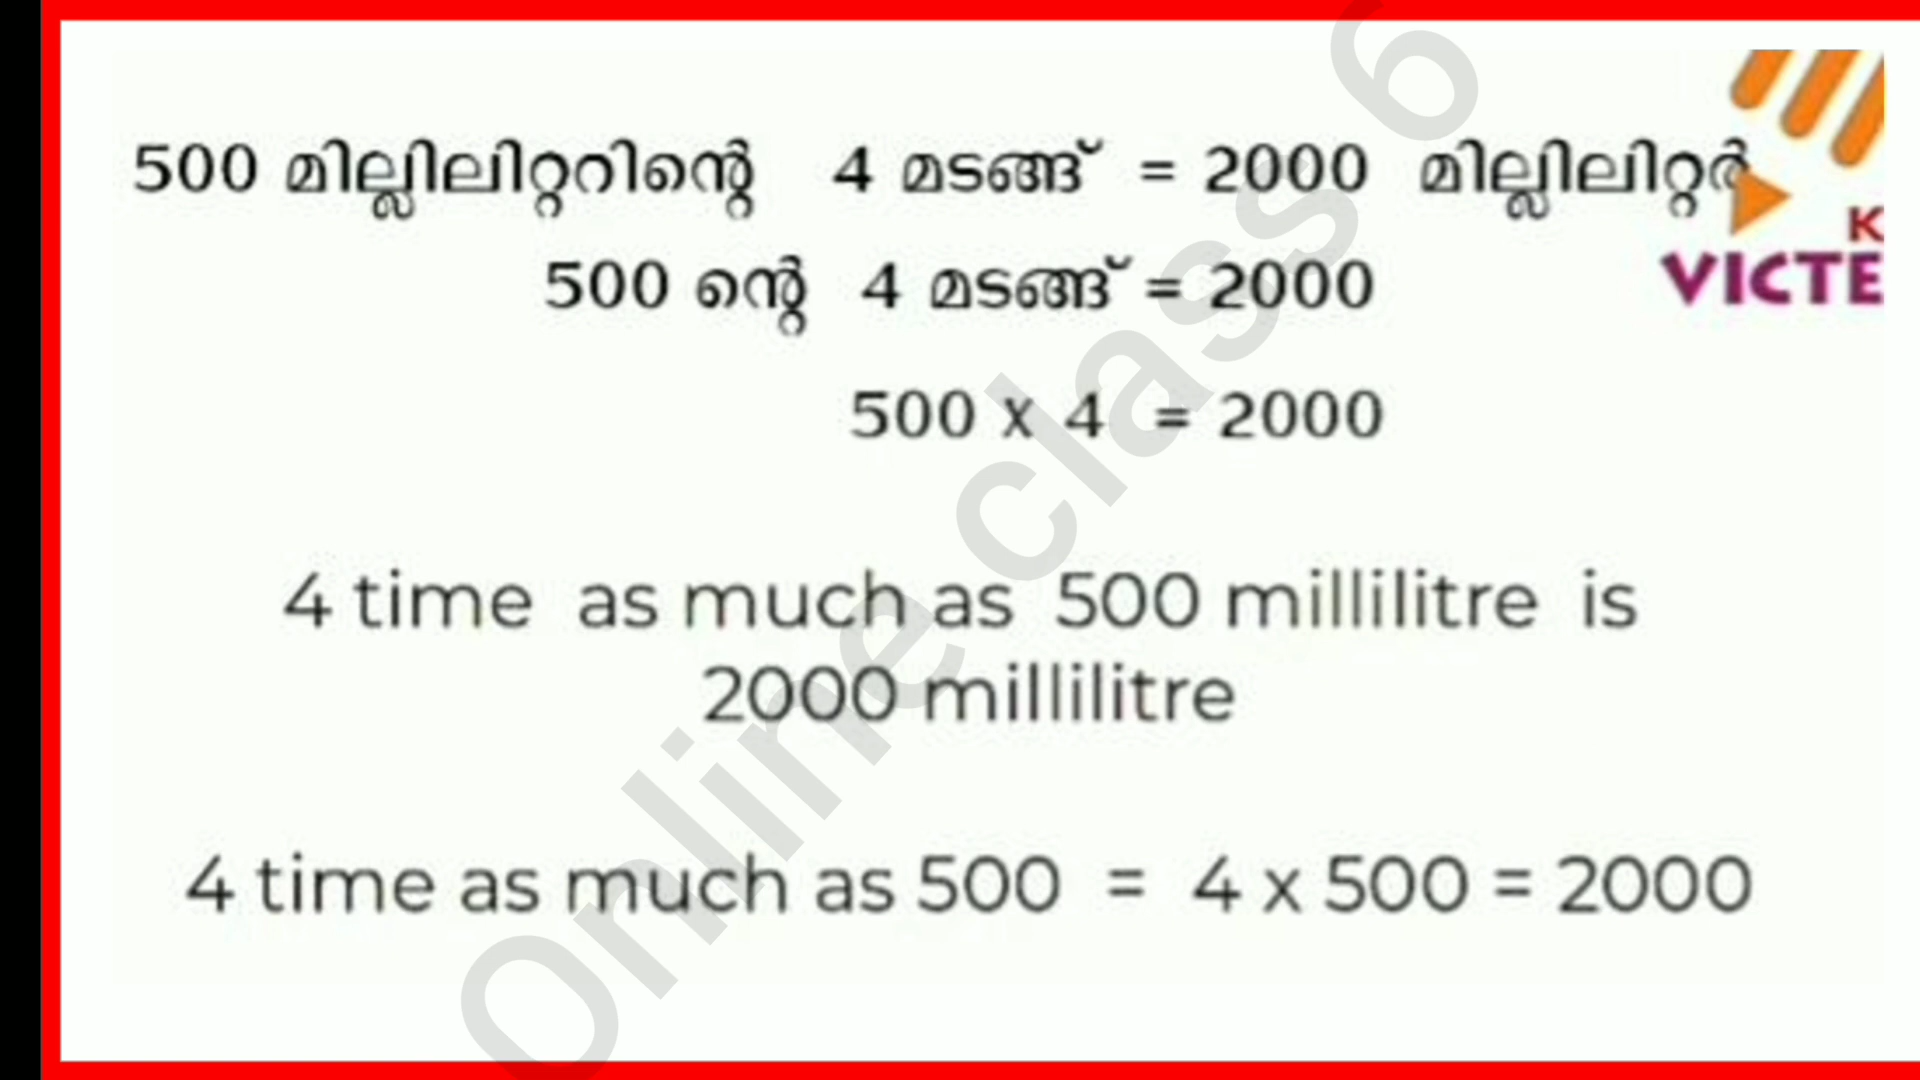 500 മില്ലിലിറ്ററിന്റെ 4 മടങ്ങ് = 2000 മില്ലിലിറ്റർ
500 ന്റെ 4 മടങ്ങ് = 2000
500 x 4 = 2000
4 time as much as 500 millilitre is
2000 millilitre
4 time as much as 500 = 4 x 500 = 2000
K
VICTE
Online class 6